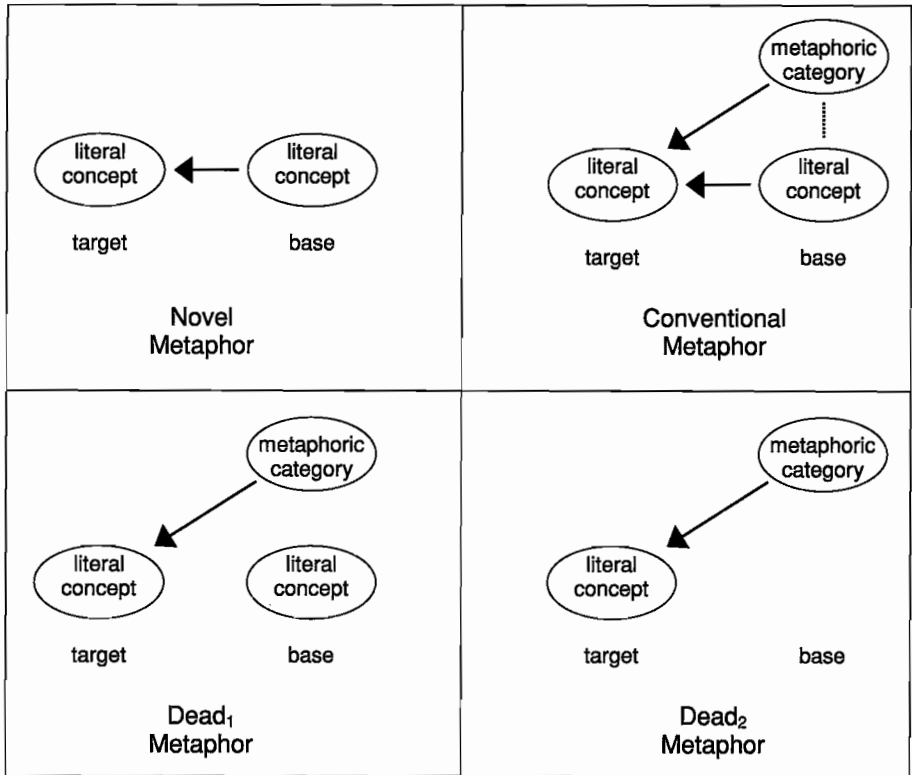 literal
concept
literal
concept
target
base
Novel
Metaphor
metaphoric
category
literal
concept
literal
concept
target
base
Conventional
Metaphor
metaphoric
category
literal
concept
literal
concept
target
base
Dead₁
Metaphor
metaphoric
category
literal
concept
target
base
Dead₂
Metaphor